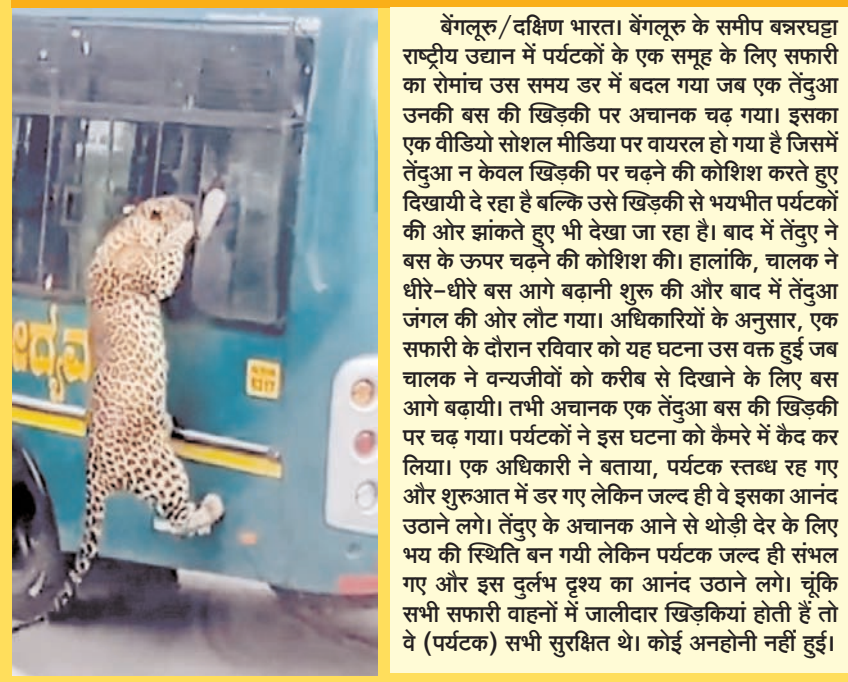 बेंगलूरु/दक्षिण भारत। बेंगलूरु के समीप बन्नरघट्टा
राष्ट्रीय उद्यान में पर्यटकों के एक समूह के लिए सफारी
का रोमांच उस समय डर में बदल गया जब एक तेंदुआ
उनकी बस की खिड़की पर अचानक चढ़ गया। इसका
एक वीडियो सोशल मीडिया पर वायरल हो गया है जिसमें
तेंदुआ न केवल खिड़की पर चढ़ने की कोशिश करते हुए
दिखायी दे रहा है बल्कि उसे खिड़की से भयभीत पर्यटकों
की ओर झांकते हुए भी देखा जा रहा है। बाद में तेंदुए ने
बस के ऊपर चढ़ने की कोशिश की। हालांकि, चालक ने
धीरे-धीरे बस आगे बढ़ानी शुरू की और बाद में तेंदुआ
जंगल की ओर लौट गया। अधिकारियों के अनुसार, एक
सफारी के दौरान रविवार को यह घटना उस वक्त हुई जब
चालक ने वन्यजीवों को करीब से दिखाने के लिए बस
आगे बढ़ायी। तभी अचानक एक तेंदुआ बस की खिड़की
पर चढ़ गया। पर्यटकों ने इस घटना को कैमरे में कैद कर
लिया। एक अधिकारी ने बताया, पर्यटक स्तब्ध रह गए
और शुरुआत में डर गए लेकिन जल्द ही वे इसका आनंद
उठाने लगे। तेंदुए के अचानक आने से थोड़ी देर के लिए
भय की स्थिति बन गयी लेकिन पर्यटक जल्द ही संभल
गए और इस दुर्लभ दृश्य का आनंद उठाने लगे। चूंकि
सभी सफारी वाहनों में जालीदार खिड़कियां होती हैं तो
वे (पर्यटक) सभी सुरक्षित थे। कोई अनहोनी नहीं हुई।